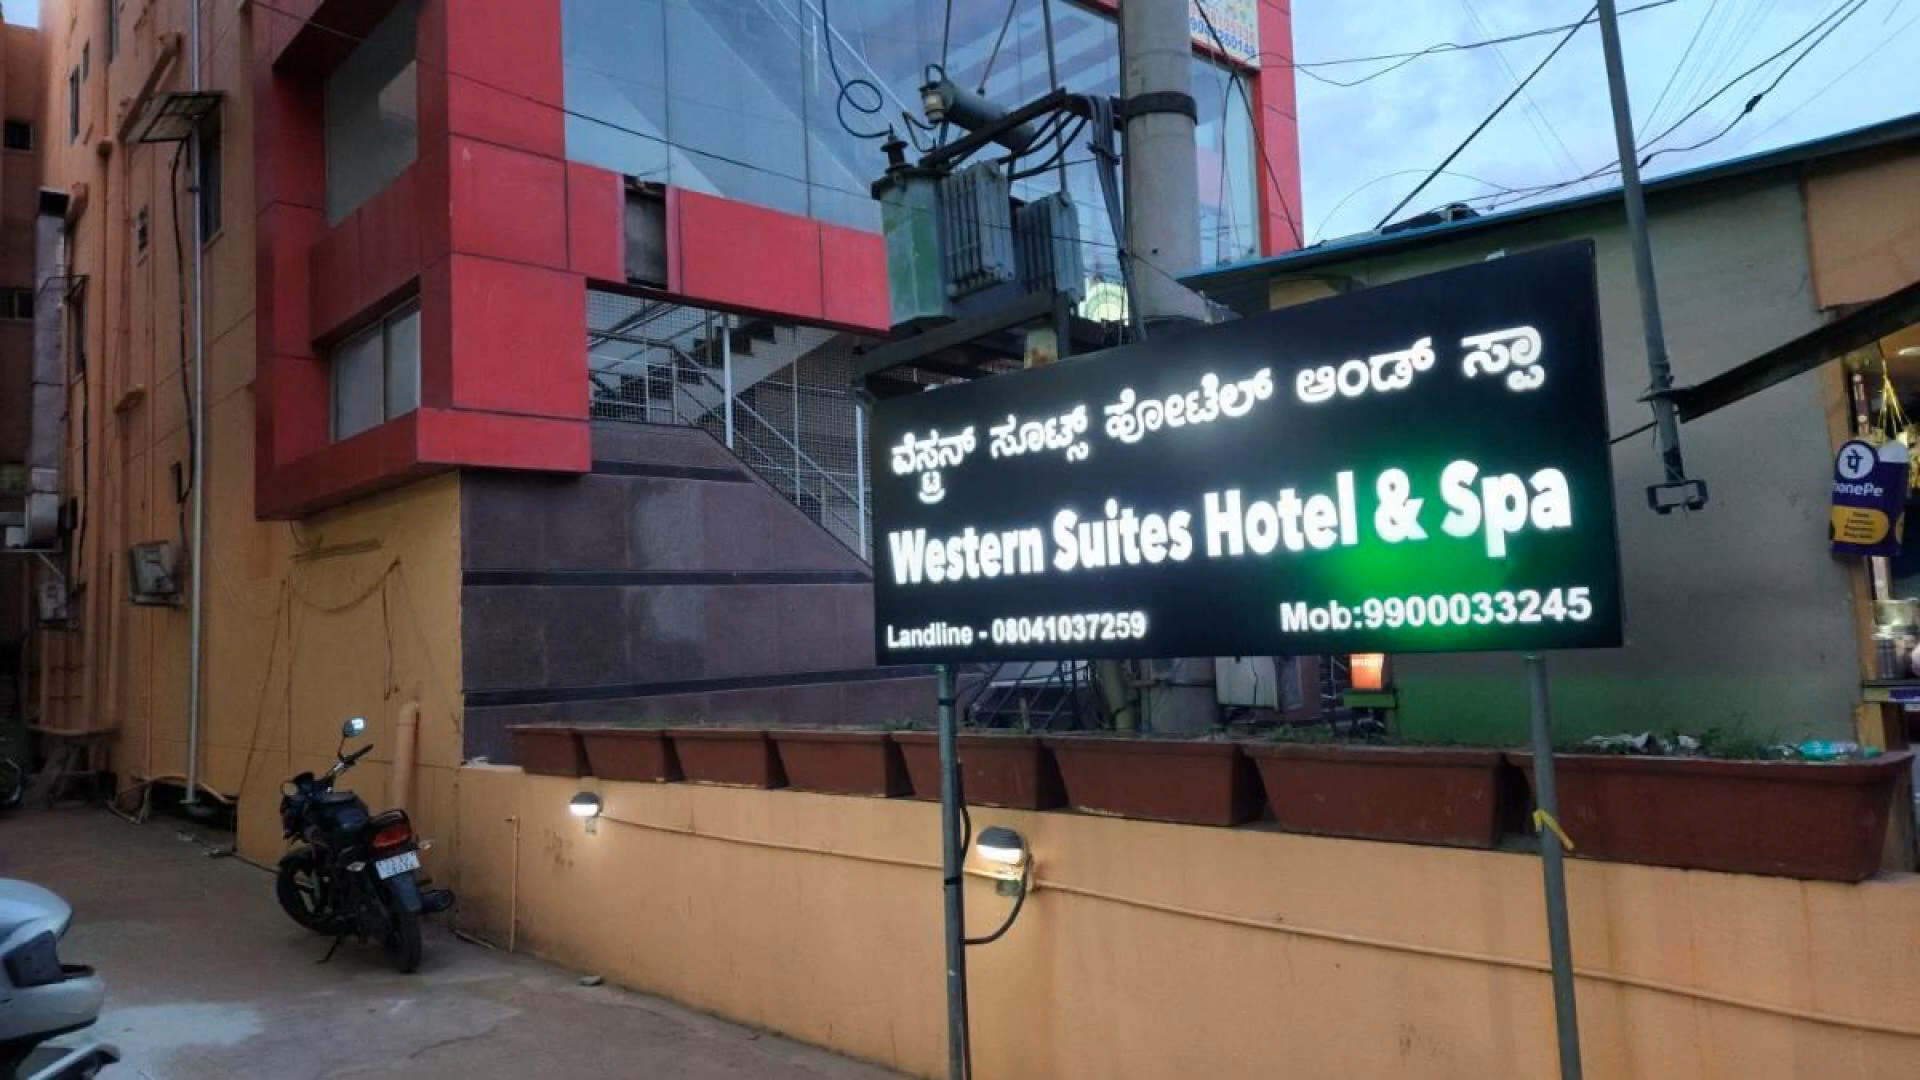 ವೆಸ್ಟ್ರನ್ ಸೂಟ್ಸ್ ಹೋಟೆಲ್ ಆಂಡ್ ಸ್ಪಾ
Western Suites Hotel & Spa
Landline - 08041037259
Mob:9900033245
पे